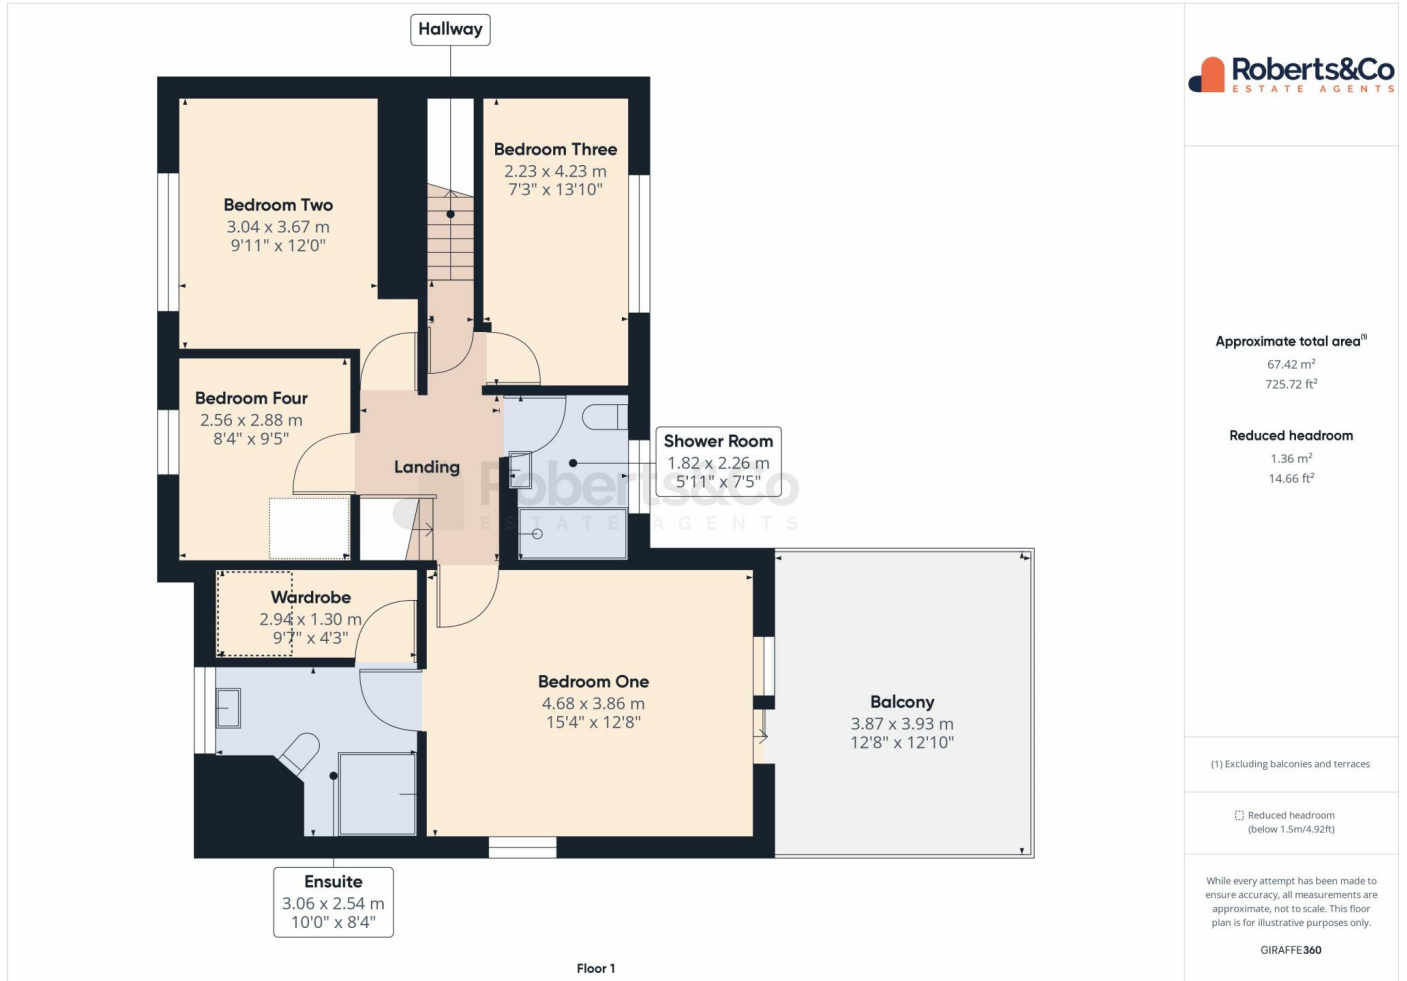 Hallway
Bedroom Two
3.04 x 3.67 m
9'11" x 12'0"
Bedroom Three
2.23 x 4.23 m
7'3" x 13'10"
Bedroom Four
2.56 x 2.88 m
8'4" x 9'5"
Landing
Shower Room
1.82 x 2.26 m
5'11" x 7'5"
Roberts&Co
ESTATE AGENTS
Wardrobe
2.94 x 1.30 m
9'7" x 4'3"
Bedroom One
4.68 x 3.86 m
15'4" x 12'8"
Balcony
3.87 x 3.93 m
12'8" x 12'10"
Ensuite
3.06 x 2.54 m
10'0" x 8'4"
Floor 1
Roberts&Co
ESTATE AGENTS
Approximate total area(1)
67.42 m²
725.72 ft²
Reduced headroom
1.36 m²
14.66 ft²
(1) Excluding balconies and terraces
Reduced headroom
(below 1.5m/4.92ft)
While every attempt has been made to
ensure accuracy, all measurements are
approximate, not to scale. This floor
plan is for illustrative purposes only.
GIRAFFE360